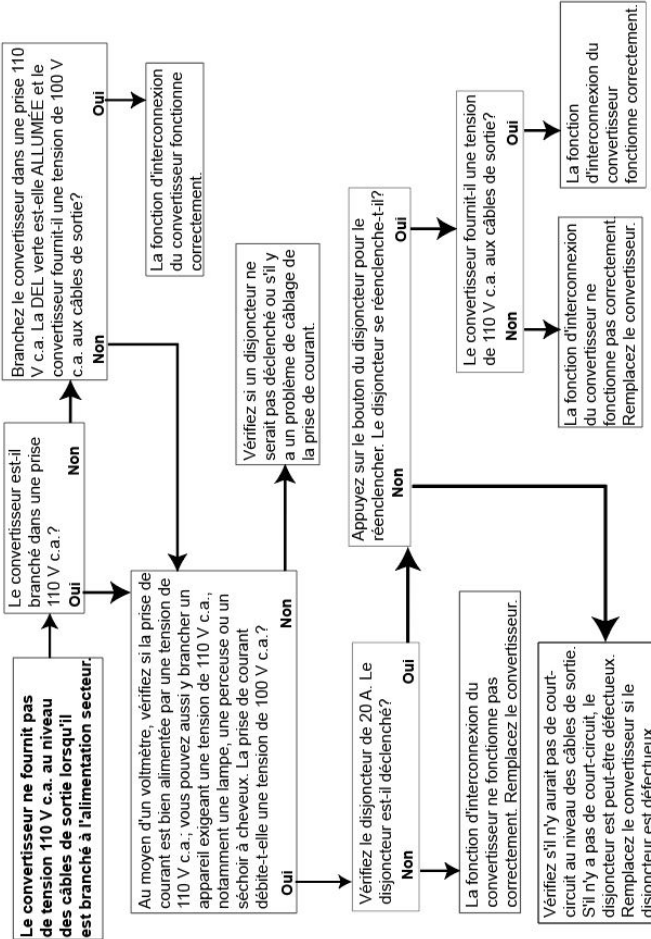 Le convertisseur ne fournit pas
de tension 110 V c.a. au niveau
des câbles de sortie lorsqu'il
est branché à l'alimentation secteur.
Le convertisseur est-il
branché dans une prise
110 V c.a.?
Oui
Non
Branchez le convertisseur dans une prise 110
V c.a. La DEL verte est-elle ALLUMÉE et le
convertisseur fournit-il une tension de 100 V
c.a. aux câbles de sortie?
Non
Oui
La fonction d'interconnexion
du convertisseur fonctionne
correctement.
Au moyen d'un voltmètre, vérifiez si la prise de
courant est bien alimentée par une tension de
110 V c.a.; vous pouvez aussi y brancher un
appareil exigeant une tension de 110 V c.a.,
notamment une lampe, une perceuse ou un
séchoir à cheveux. La prise de courant
débite-t-elle une tension de 100 V c.a.?
Oui
Non
Vérifiez si un disjoncteur ne
serait pas déclenché ou s'il y
a un problème de câblage de
la prise de courant.
Vérifiez le disjoncteur de 20 A. Le
disjoncteur est-il déclenché?
Non
Oui
La fonction d'interconnexion du
convertisseur ne fonctionne pas
correctement. Remplacez le convertisseur.
Appuyez sur le bouton du disjoncteur pour le
réenclencher. Le disjoncteur se réenclenche-t-il?
Non
Oui
Le convertisseur fournit-il une tension
de 110 V c.a. aux câbles de sortie?
Non
Oui
La fonction d'interconnexion
du convertisseur ne
fonctionne pas correctement.
Remplacez le convertisseur.
La fonction
d'interconnexion du
convertisseur
fonctionne correctement.
Vérifiez s'il n'y aurait pas de court-
circuit au niveau des câbles de sortie.
S'il n'y a pas de court-circuit, le
disjoncteur est peut-être défectueux.
Remplacez le convertisseur si le
disjoncteur est défectueux.